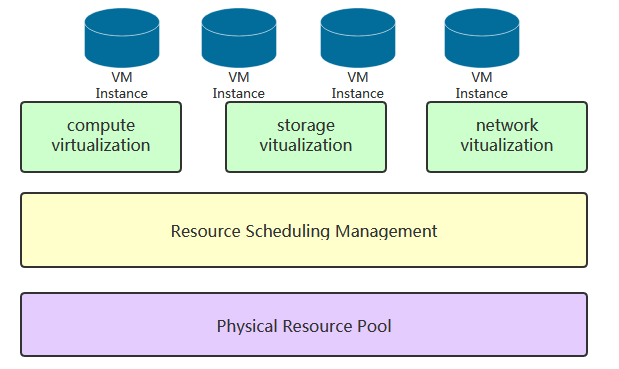 VM
Instance
VM
Instance
VM
Instance
VM
Instance
compute
virtualization
storage
vitualization
network
vitualization
Resource Scheduling Management
Physical Resource Pool